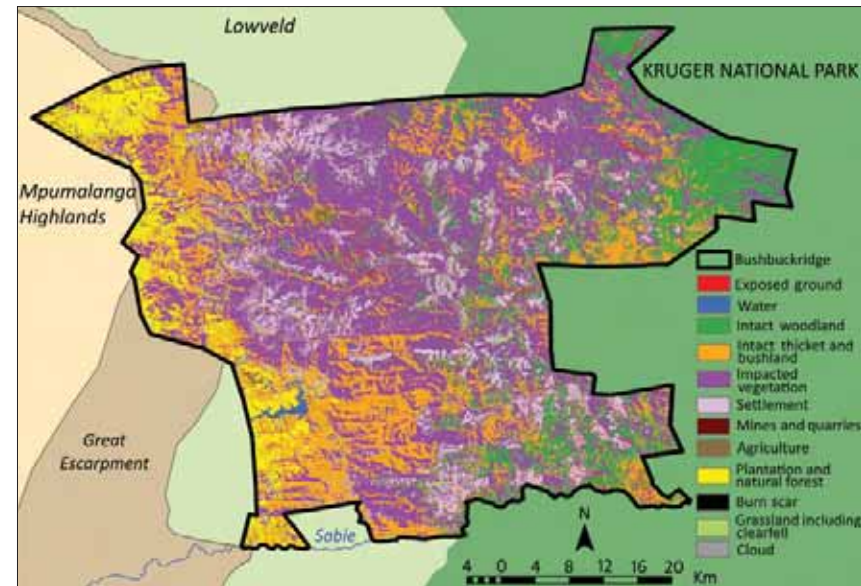 Lowveld
KRUGER NATIONAL PARK
Mpumalanga
Highlands
Great
Escarpment
Sabie
Bushbuckridge
Exposed ground
Water
Intact woodland
Intact thicket and
bushland
Impacted
vegetation
Settlement
Mines and quarries
Agriculture
Plantation and
natural forest
Burn scar
Grassland including
clearfell
Cloud
N
4 0 4 8 12 16 20
Km